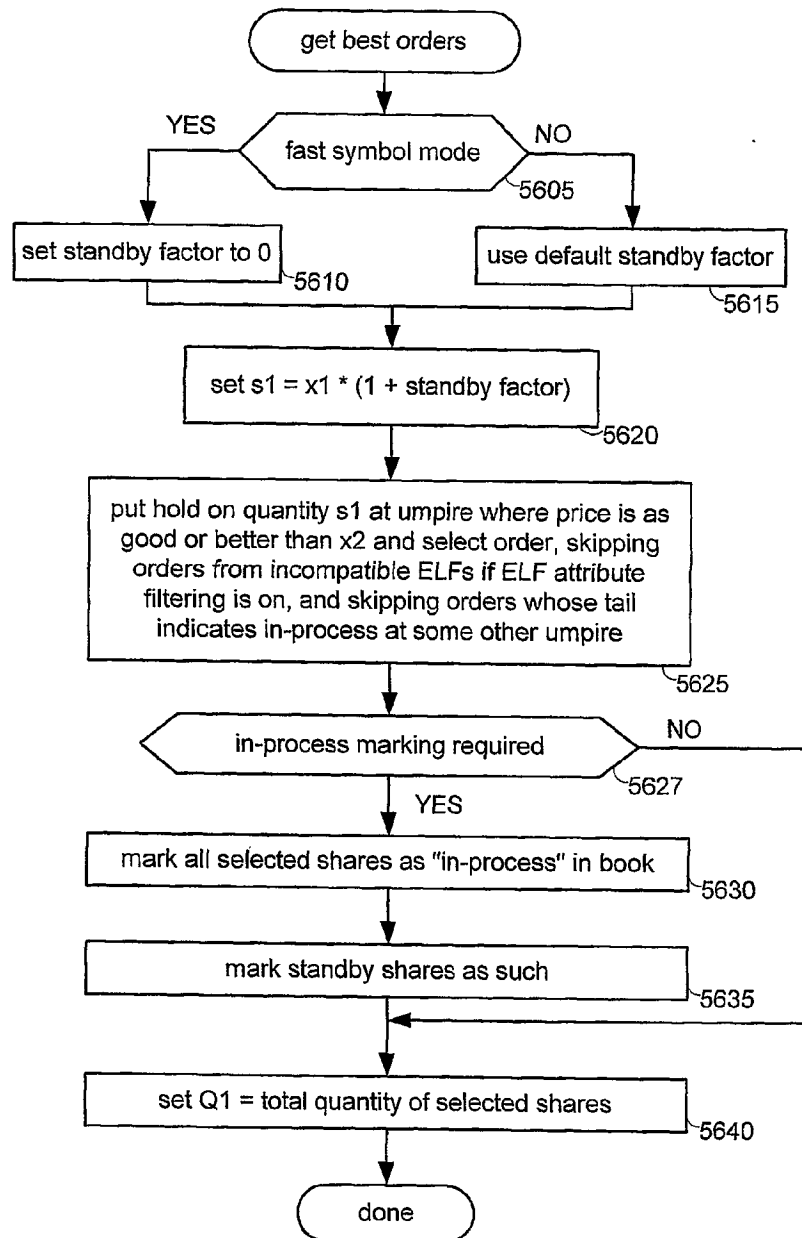 get best orders
YES
NO
fast symbol mode
5605
set standby factor to 0
5610
use default standby factor
5615
set s1 = x1 * (1 + standby factor)
5620
put hold on quantity s1 at umpire where price is as
good or better than x2 and select order, skipping
orders from incompatible ELFs if ELF attribute
filtering is on, and skipping orders whose tail
indicates in-process at some other umpire
5625
in-process marking required
NO
5627
YES
mark all selected shares as "in-process" in book
5630
mark standby shares as such
5635
set Q1 = total quantity of selected shares
5640
done